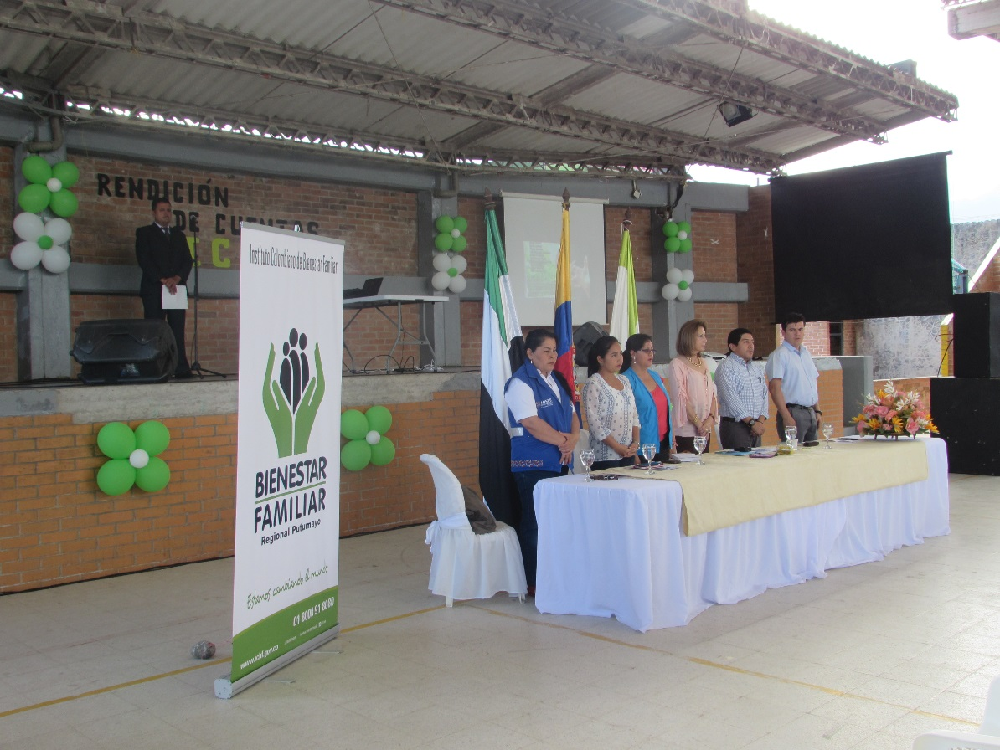 RENDICIÓN
DE CUENTAS
Instituto Colombiano de Bienestar Familiar
BIENESTAR
FAMILIAR
Regional Putumayo
Estamos cambiando el mundo
01 8000 91 8080
www.icbf.gov.co